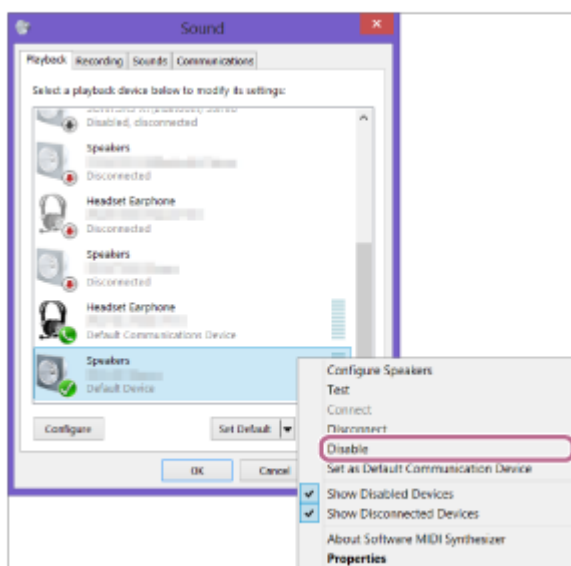 Sound
Playback Recording Sounds Communications
Select a playback device below to modify its settings:
Disabled, disconnected
Speakers
Disconnected
Headset Earphone
Disconnected
Speakers
Disconnected
Headset Earphone
Default Communications Device
Speakers
Default Device
Configure Set Default
OK Cancel
Configure Speakers
Test
Connect
Disconnect
Disable
Set as Default Communication Device
Show Disabled Devices
Show Disconnected Devices
About Software MIDI Synthesizer
Properties